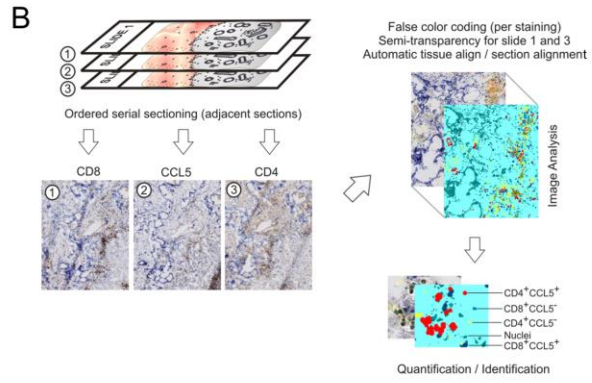 B
SLIDE 1
1
2
3
Ordered serial sectioning (adjacent sections)
CD8
CCL5
CD4
1
2
3
False color coding (per staining)
Semi-transparency for slide 1 and 3
Automatic tissue align / section alignment
Image Analysis
CD4⁺CCL5⁺
CD8⁺CCL5⁻
CD4⁺CCL5⁻
Nuclei
CD8⁺CCL5⁺
Quantification / Identification